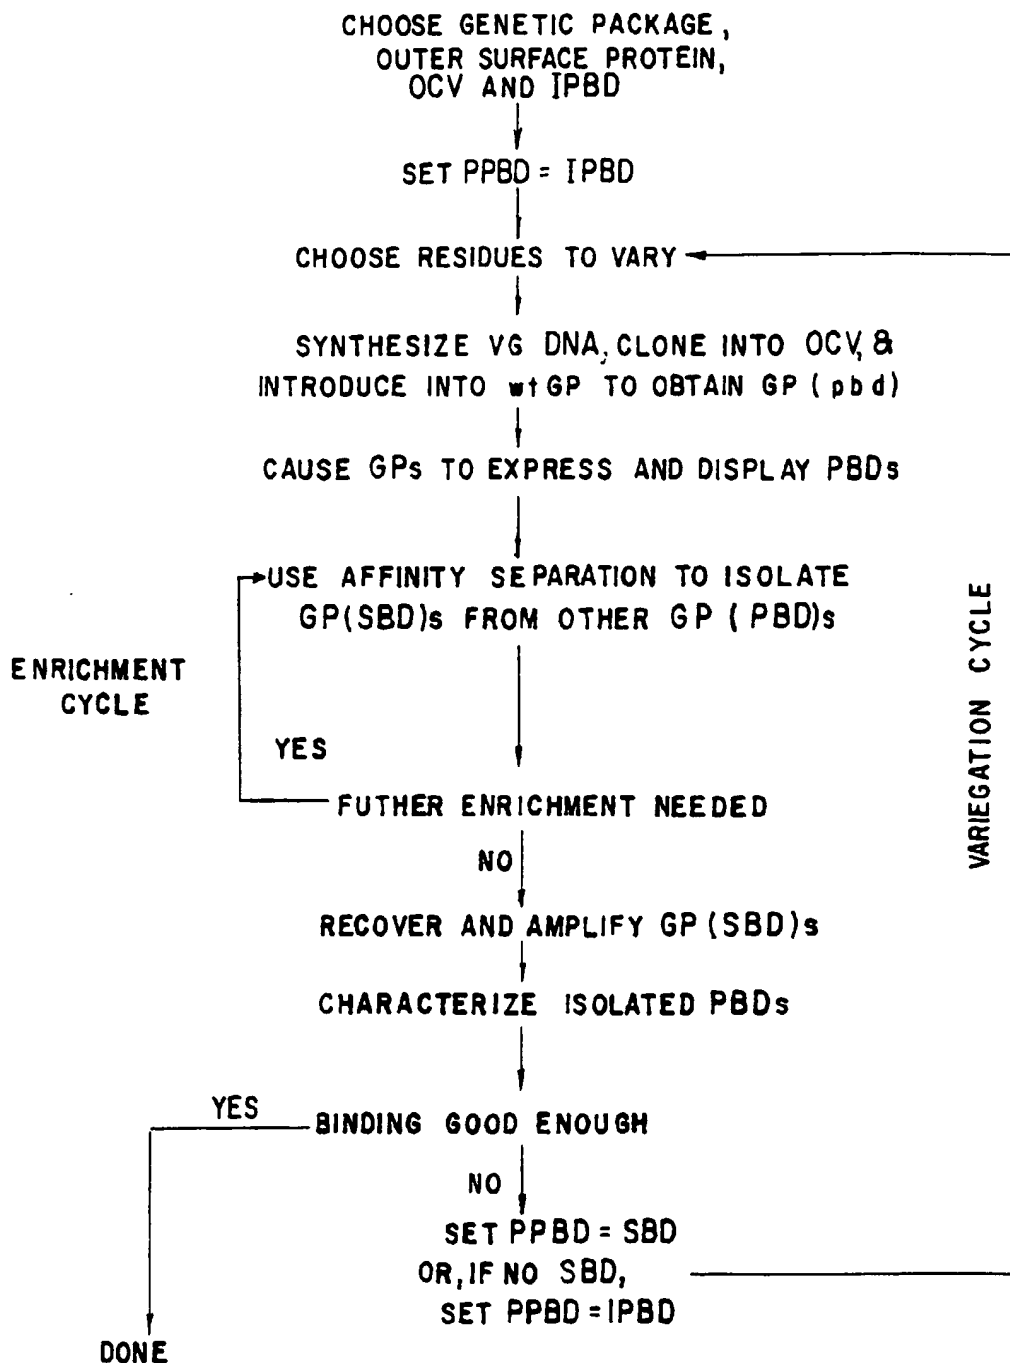 CHOOSE GENETIC PACKAGE,
OUTER SURFACE PROTEIN,
OCV AND IPBD
SET PPBD = IPBD
CHOOSE RESIDUES TO VARY
SYNTHESIZE VG DNA, CLONE INTO OCV, &
INTRODUCE INTO wtGP TO OBTAIN GP (pbd)
CAUSE GPs TO EXPRESS AND DISPLAY PBDs
USE AFFINITY SEPARATION TO ISOLATE
GP(SBD)s FROM OTHER GP (PBD)s
ENRICHMENT
CYCLE
YES
FUTHER ENRICHMENT NEEDED
VARIEGATION CYCLE
NO
RECOVER AND AMPLIFY GP (SBD)s
CHARACTERIZE ISOLATED PBDs
YES
BINDING GOOD ENOUGH
NO
SET PPBD = SBD
OR, IF NO SBD,
SET PPBD = IPBD
DONE